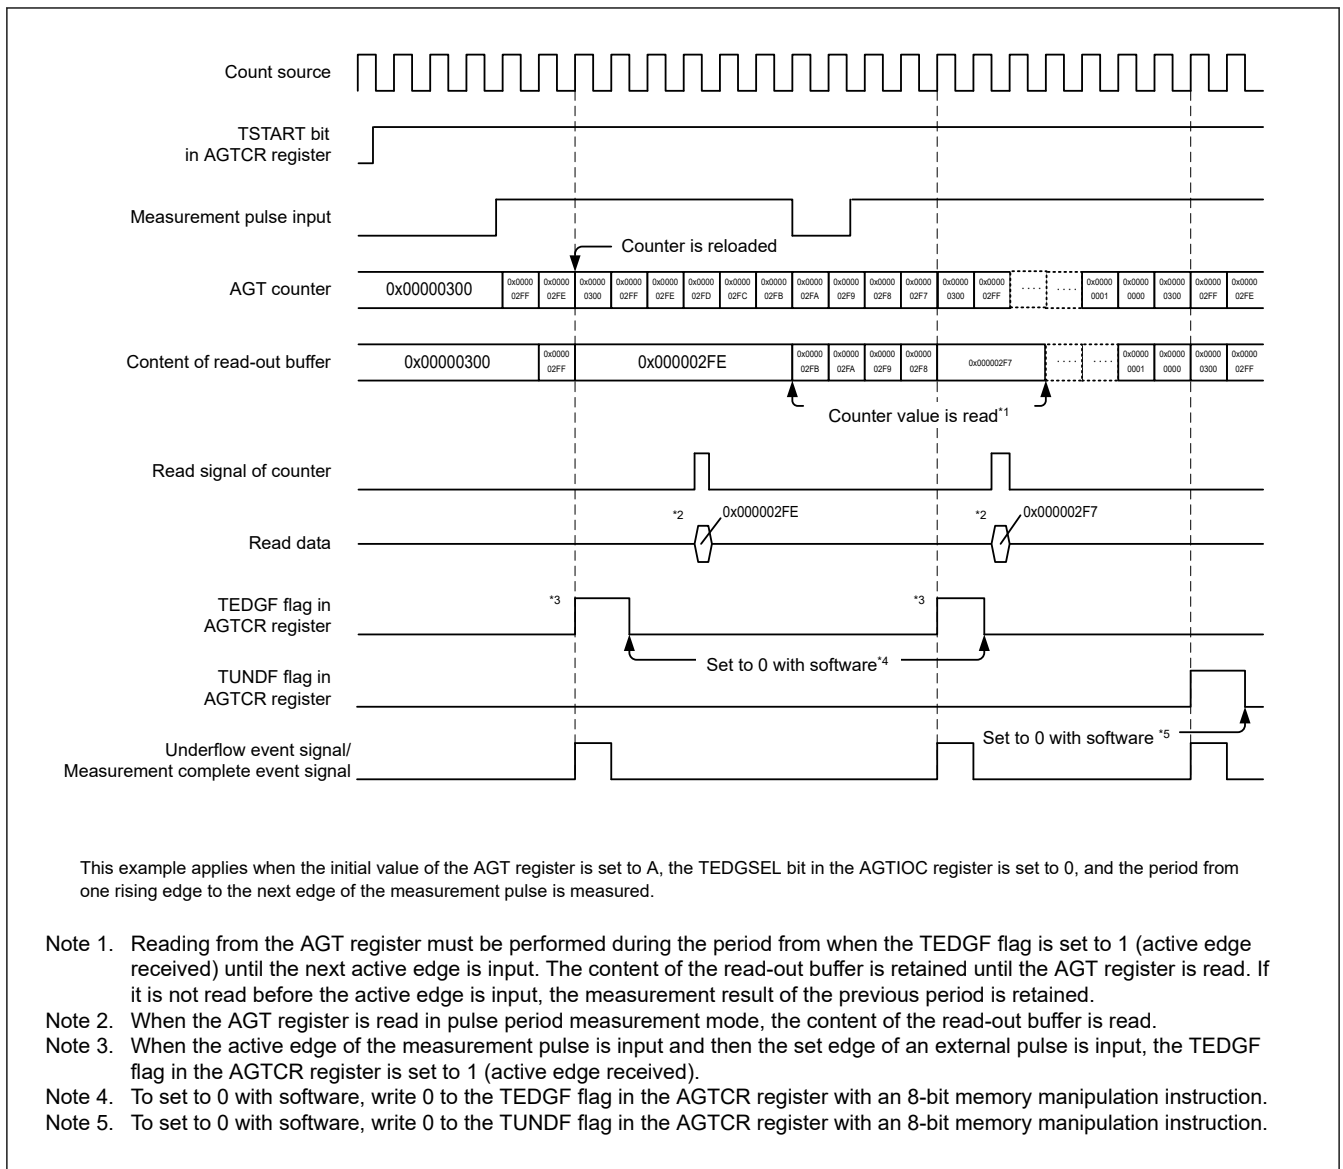 Count source
TSTART bit
in AGTCR register
Measurement pulse input
Counter is reloaded
AGT counter
0x00000300
0x0000 02FF
0x0000 02FE
0x0000 0300
0x0000 02FF
0x0000 02FE
0x0000 02FD
0x0000 02FC
0x0000 02FB
0x0000 02FA
0x0000 02F9
0x0000 02F8
0x0000 02F7
0x0000 0300
0x0000 02FF
....
....
0x0000 0001
0x0000 0000
0x0000 0300
0x0000 02FF
0x0000 02FE
Content of read-out buffer
0x00000300
0x0000 02FF
0x000002FE
0x0000 02FB
0x0000 02FA
0x0000 02F9
0x0000 02F8
0x000002F7
....
....
0x0000 0001
0x0000 0000
0x0000 0300
0x0000 02FF
Counter value is read*1
Read signal of counter
Read data
*2
0x000002FE
*2
0x000002F7
TEDGF flag in
AGTCR register
*3
*3
Set to 0 with software*4
TUNDF flag in
AGTCR register
Set to 0 with software *5
Underflow event signal/
Measurement complete event signal
This example applies when the initial value of the AGT register is set to A, the TEDGSEL bit in the AGTIOC register is set to 0, and the period from
one rising edge to the next edge of the measurement pulse is measured.
Note 1. Reading from the AGT register must be performed during the period from when the TEDGF flag is set to 1 (active edge
received) until the next active edge is input. The content of the read-out buffer is retained until the AGT register is read. If
it is not read before the active edge is input, the measurement result of the previous period is retained.
Note 2. When the AGT register is read in pulse period measurement mode, the content of the read-out buffer is read.
Note 3. When the active edge of the measurement pulse is input and then the set edge of an external pulse is input, the TEDGF
flag in the AGTCR register is set to 1 (active edge received).
Note 4. To set to 0 with software, write 0 to the TEDGF flag in the AGTCR register with an 8-bit memory manipulation instruction.
Note 5. To set to 0 with software, write 0 to the TUNDF flag in the AGTCR register with an 8-bit memory manipulation instruction.